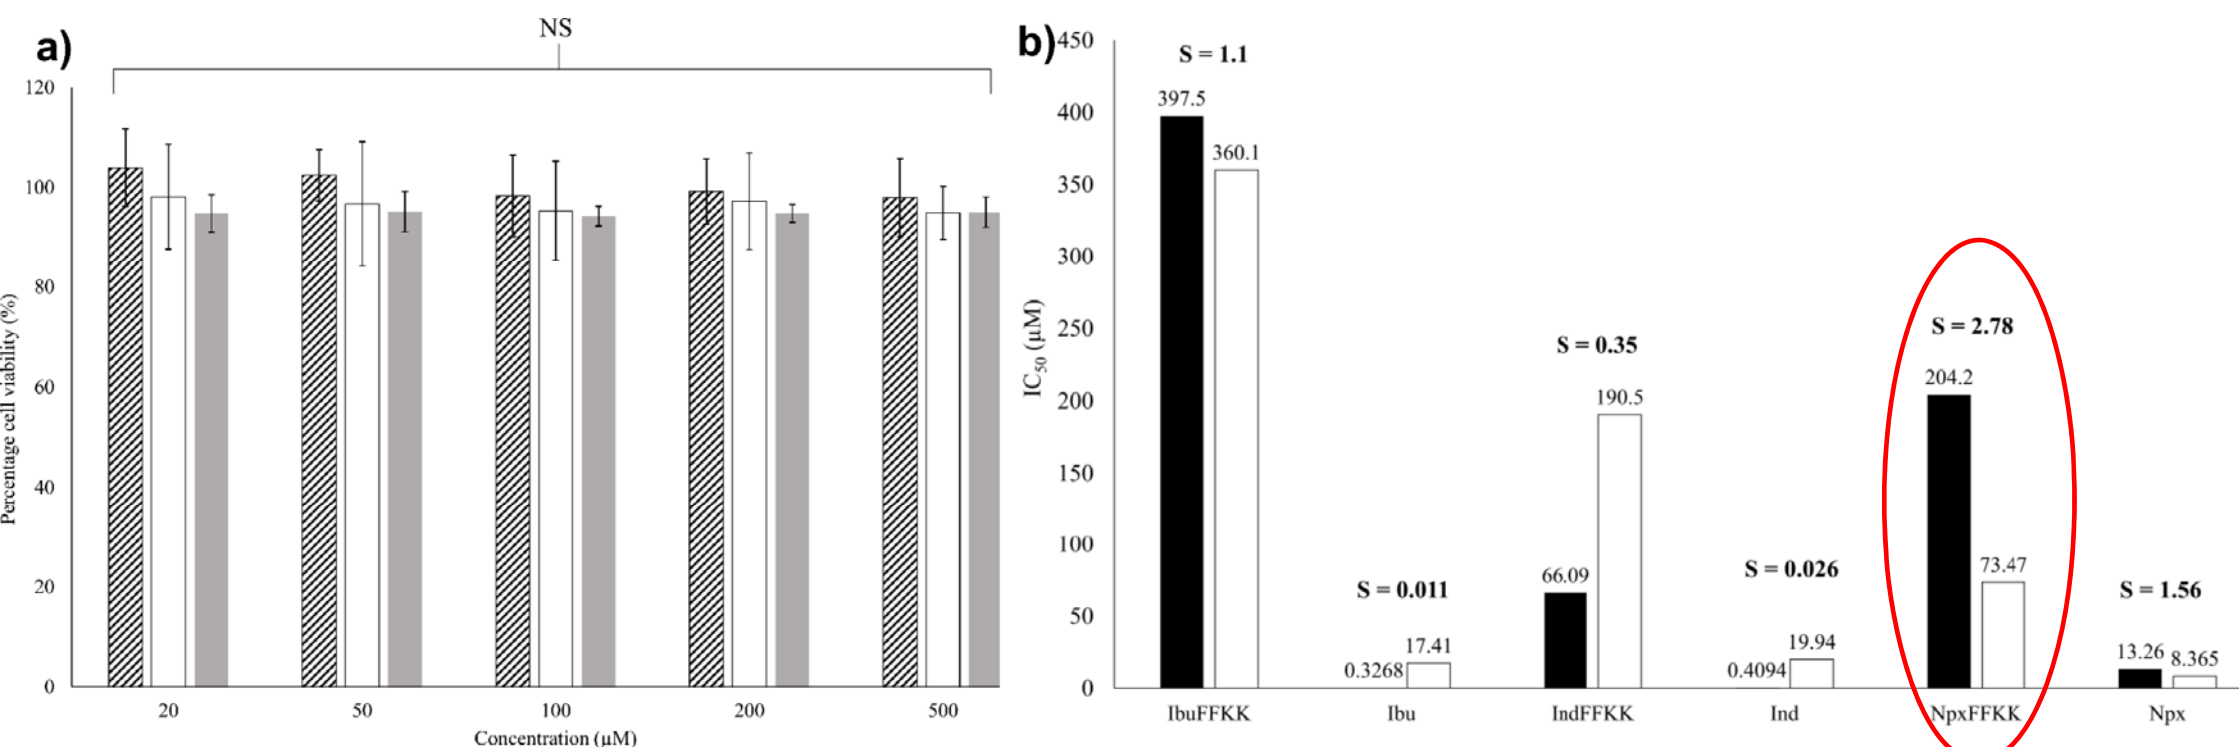 a)
NS
120
100
80
60
40
20
0
Percentage cell viability (%)
20 50 100 200 500
Concentration (µM)
b)
450
400
350
300
250
200
150
100
50
0
IC50 (µM)
S = 1.1
397.5
360.1
S = 0.011
0.3268
17.41
S = 0.35
66.09
190.5
S = 0.026
0.4094
19.94
S = 2.78
204.2
73.47
S = 1.56
13.26
8.365
IbuFFKK Ibu IndFFKK Ind NpxFFKK Npx